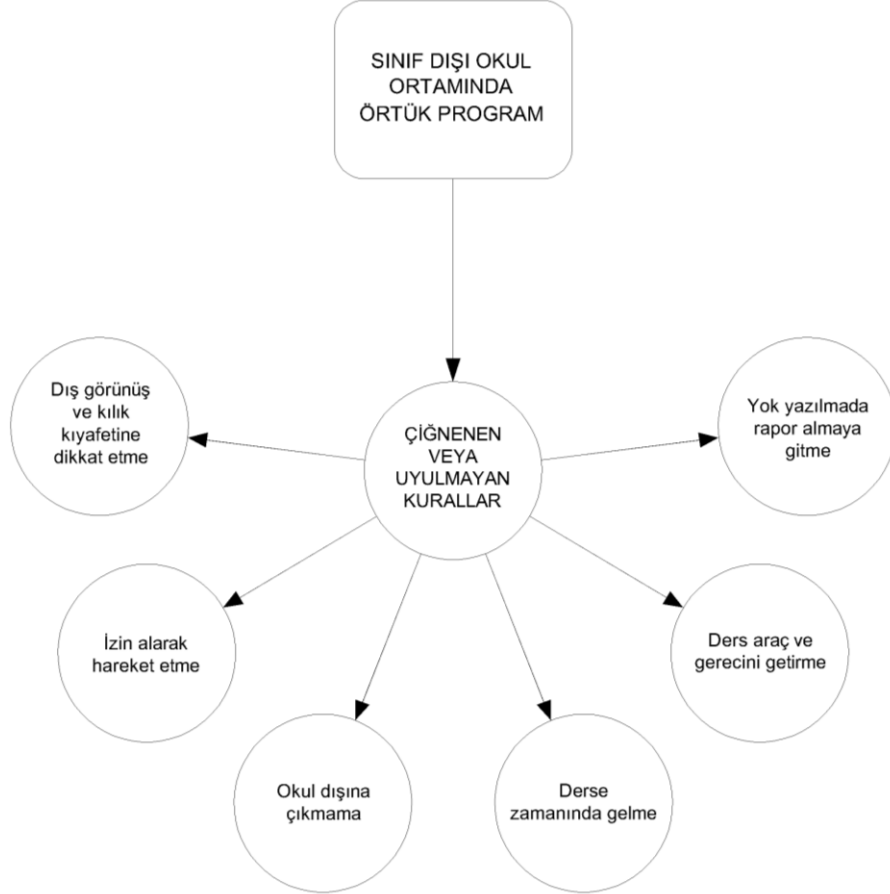 SINIF DIŞI OKUL
ORTAMINDA
ÖRTÜK PROGRAM
Dış görünüş
ve kılık
kıyafetine
dikkat etme
ÇİĞNENEN
VEYA
UYULMAYAN
KURALLAR
Yok yazılmada
rapor almaya
gitme
İzin alarak
hareket etme
Ders araç ve
gerecini getirme
Okul dışına
çıkmama
Derse
zamanında gelme